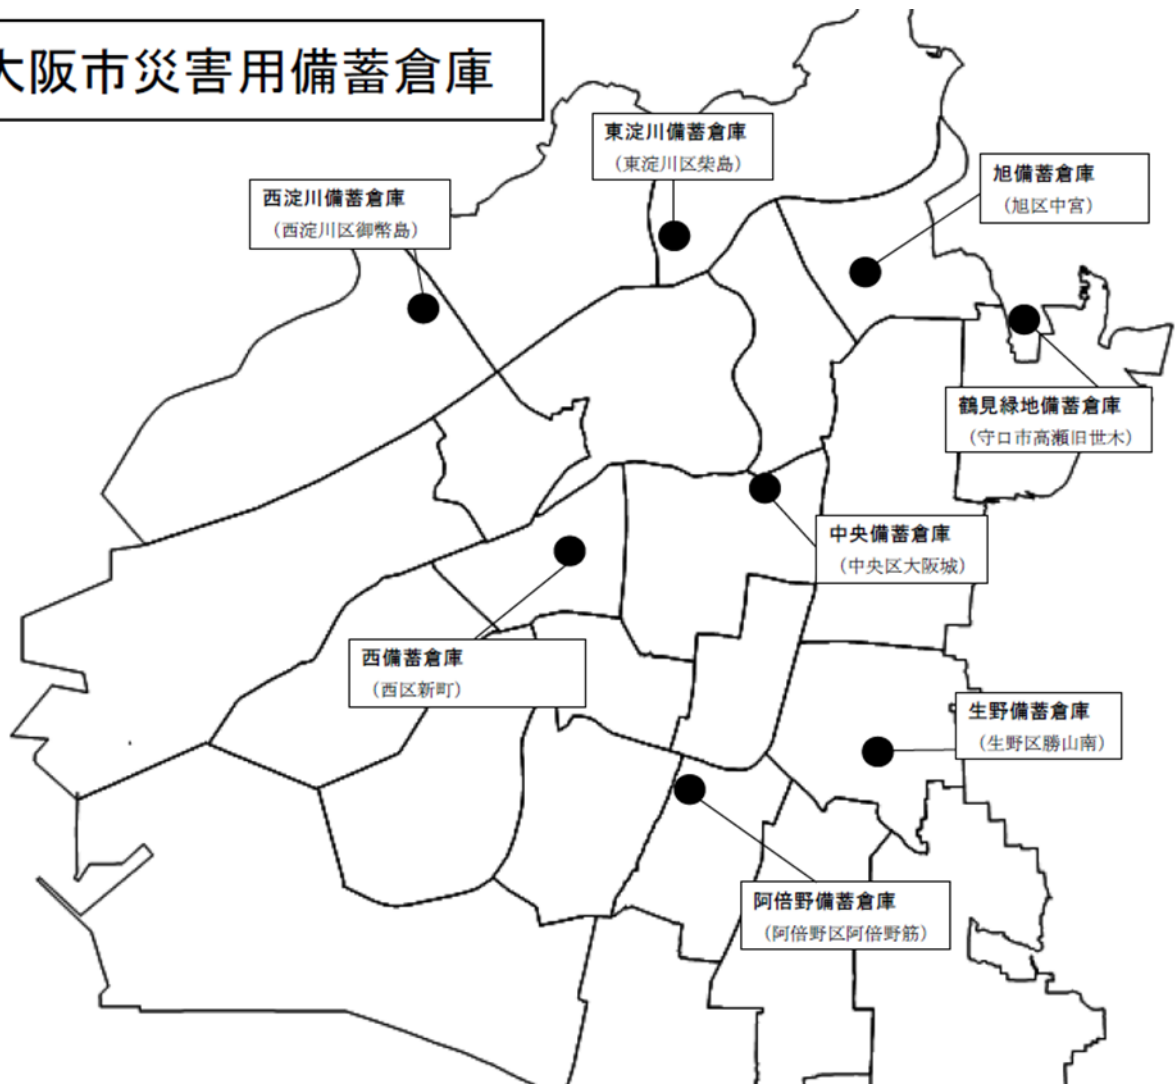 大阪市災害用備蓄倉庫
東淀川備蓄倉庫
（東淀川区柴島）
旭備蓄倉庫
（旭区中宮）
西淀川備蓄倉庫
（西淀川区御幣島）
鶴見緑地備蓄倉庫
（守口市高瀬旧世木）
中央備蓄倉庫
（中央区大阪城）
西備蓄倉庫
（西区新町）
生野備蓄倉庫
（生野区勝山南）
阿倍野備蓄倉庫
（阿倍野区阿倍野筋）